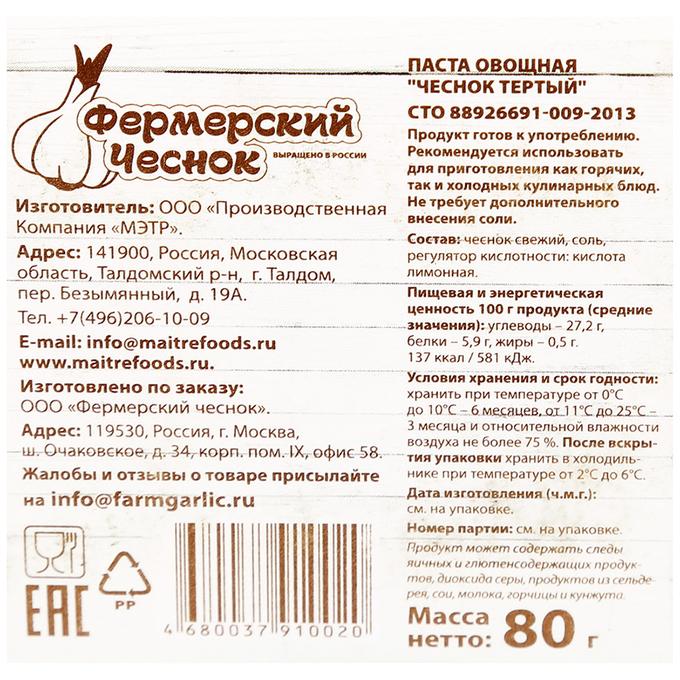 Фермерский
Чеснок
ВЫРАЩЕНО В РОССИИ
Изготовитель: ООО «Производственная
Компания «МЭТР».
Адрес: 141900, Россия, Московская
область, Талдомский р-н, г. Талдом,
пер. Безымянный, д. 19А.
Тел. +7(496)206-10-09
E-mail: info@maitrefoods.ru
www.maitrefoods.ru.
Изготовлено по заказу:
ООО «Фермерский чеснок».
Адрес: 119530, Россия, г. Москва,
ш. Очаковское, д. 34, корп. пом. IX, офис 58.
Жалобы и отзывы о товаре присылайте
на info@farmgarlic.ru
EAC
PP
4 680037 910020
ПАСТА ОВОЩНАЯ
"ЧЕСНОК ТЕРТЫЙ"
СТО 88926691-009-2013
Продукт готов к употреблению.
Рекомендуется использовать
для приготовления как горячих,
так и холодных кулинарных блюд.
Не требует дополнительного
внесения соли.
Состав: чеснок свежий, соль,
регулятор кислотности: кислота
лимонная.
Пищевая и энергетическая
ценность 100 г продукта (средние
значения): углеводы – 27,2 г,
белки – 5,9 г, жиры – 0,5 г.
137 ккал / 581 кДж.
Условия хранения и срок годности:
хранить при температуре от 0°С
до 10°С – 6 месяцев, от 11°С до 25°С –
3 месяца и относительной влажности
воздуха не более 75 %. После вскры-
тия упаковки хранить в холодиль-
нике при температуре от 2°С до 6°С.
Дата изготовления (ч.м.г.):
см. на упаковке.
Номер партии: см. на упаковке.
Продукт может содержать следы
яичных и глютенсодержащих продук-
тов, диоксида серы, продуктов из сельде-
рея, сои, молока, горчицы и кунжута.
Масса
нетто: 80 г